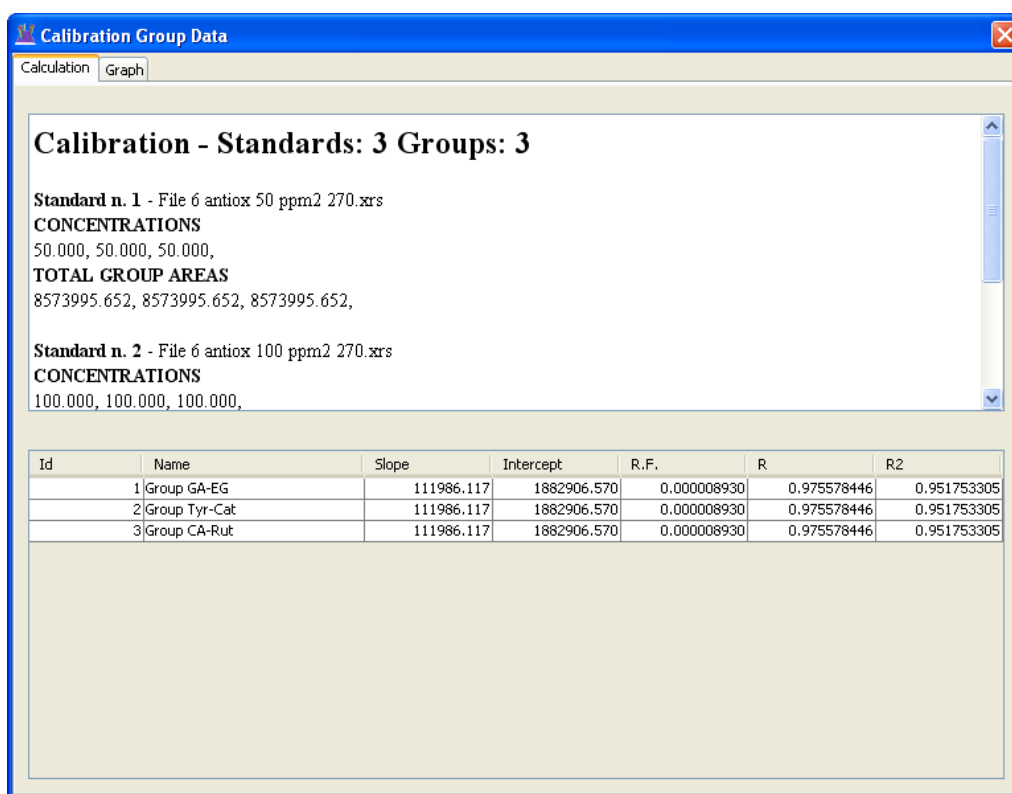 Calibration Group Data
Calculation Graph
Calibration - Standards: 3 Groups: 3
Standard n. 1 - File 6 antiox 50 ppm2 270.xrs
CONCENTRATIONS
50.000, 50.000, 50.000,
TOTAL GROUP AREAS
8573995.652, 8573995.652, 8573995.652,
Standard n. 2 - File 6 antiox 100 ppm2 270.xrs
CONCENTRATIONS
100.000, 100.000, 100.000,
Id Name Slope Intercept R.F. R R2
1 Group GA-EG 111986.117 1882906.570 0.000008930 0.975578446 0.951753305
2 Group Tyr-Cat 111986.117 1882906.570 0.000008930 0.975578446 0.951753305
3 Group CA-Rut 111986.117 1882906.570 0.000008930 0.975578446 0.951753305